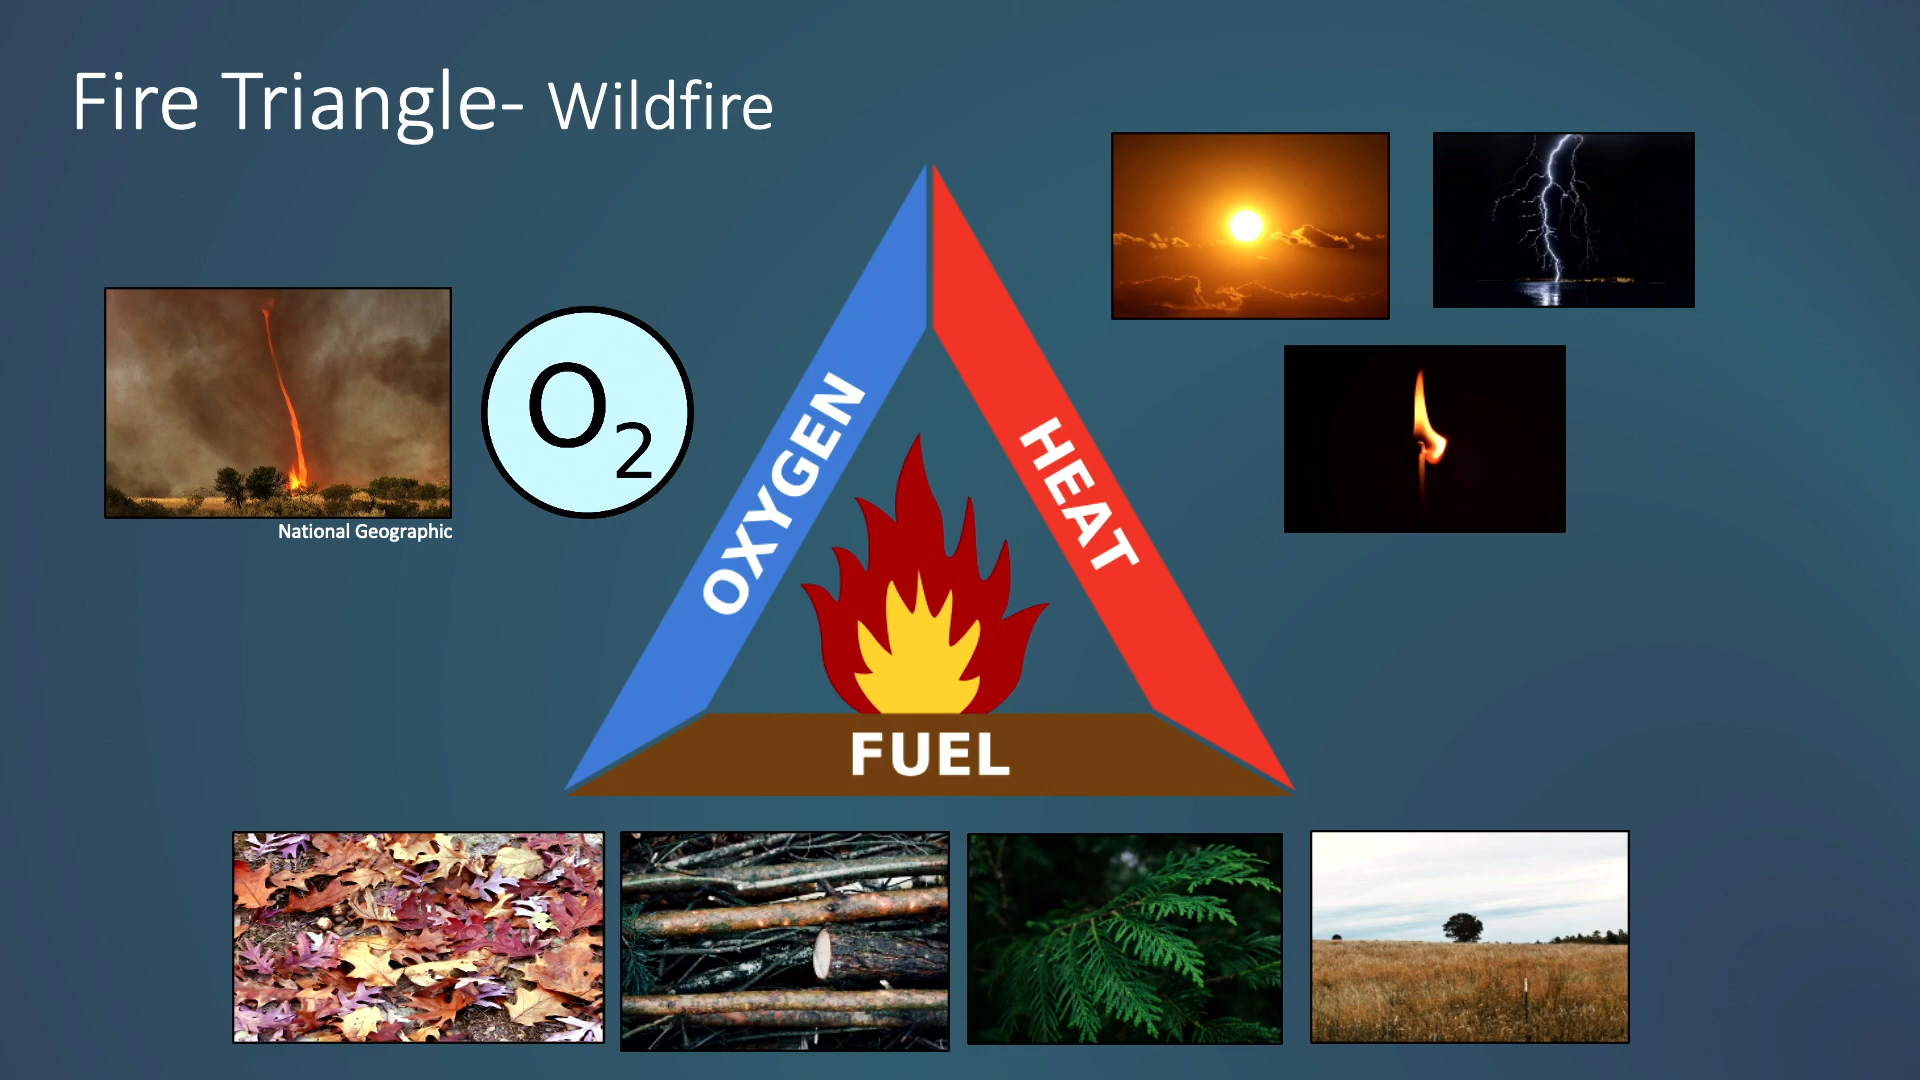 Fire Triangle- Wildfire
O2
National Geographic
OXYGEN
HEAT
FUEL